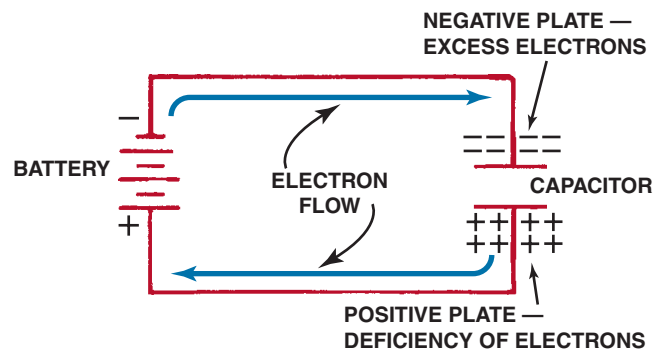 NEGATIVE PLATE —
EXCESS ELECTRONS
BATTERY
ELECTRON
FLOW
CAPACITOR
POSITIVE PLATE —
DEFICIENCY OF ELECTRONS